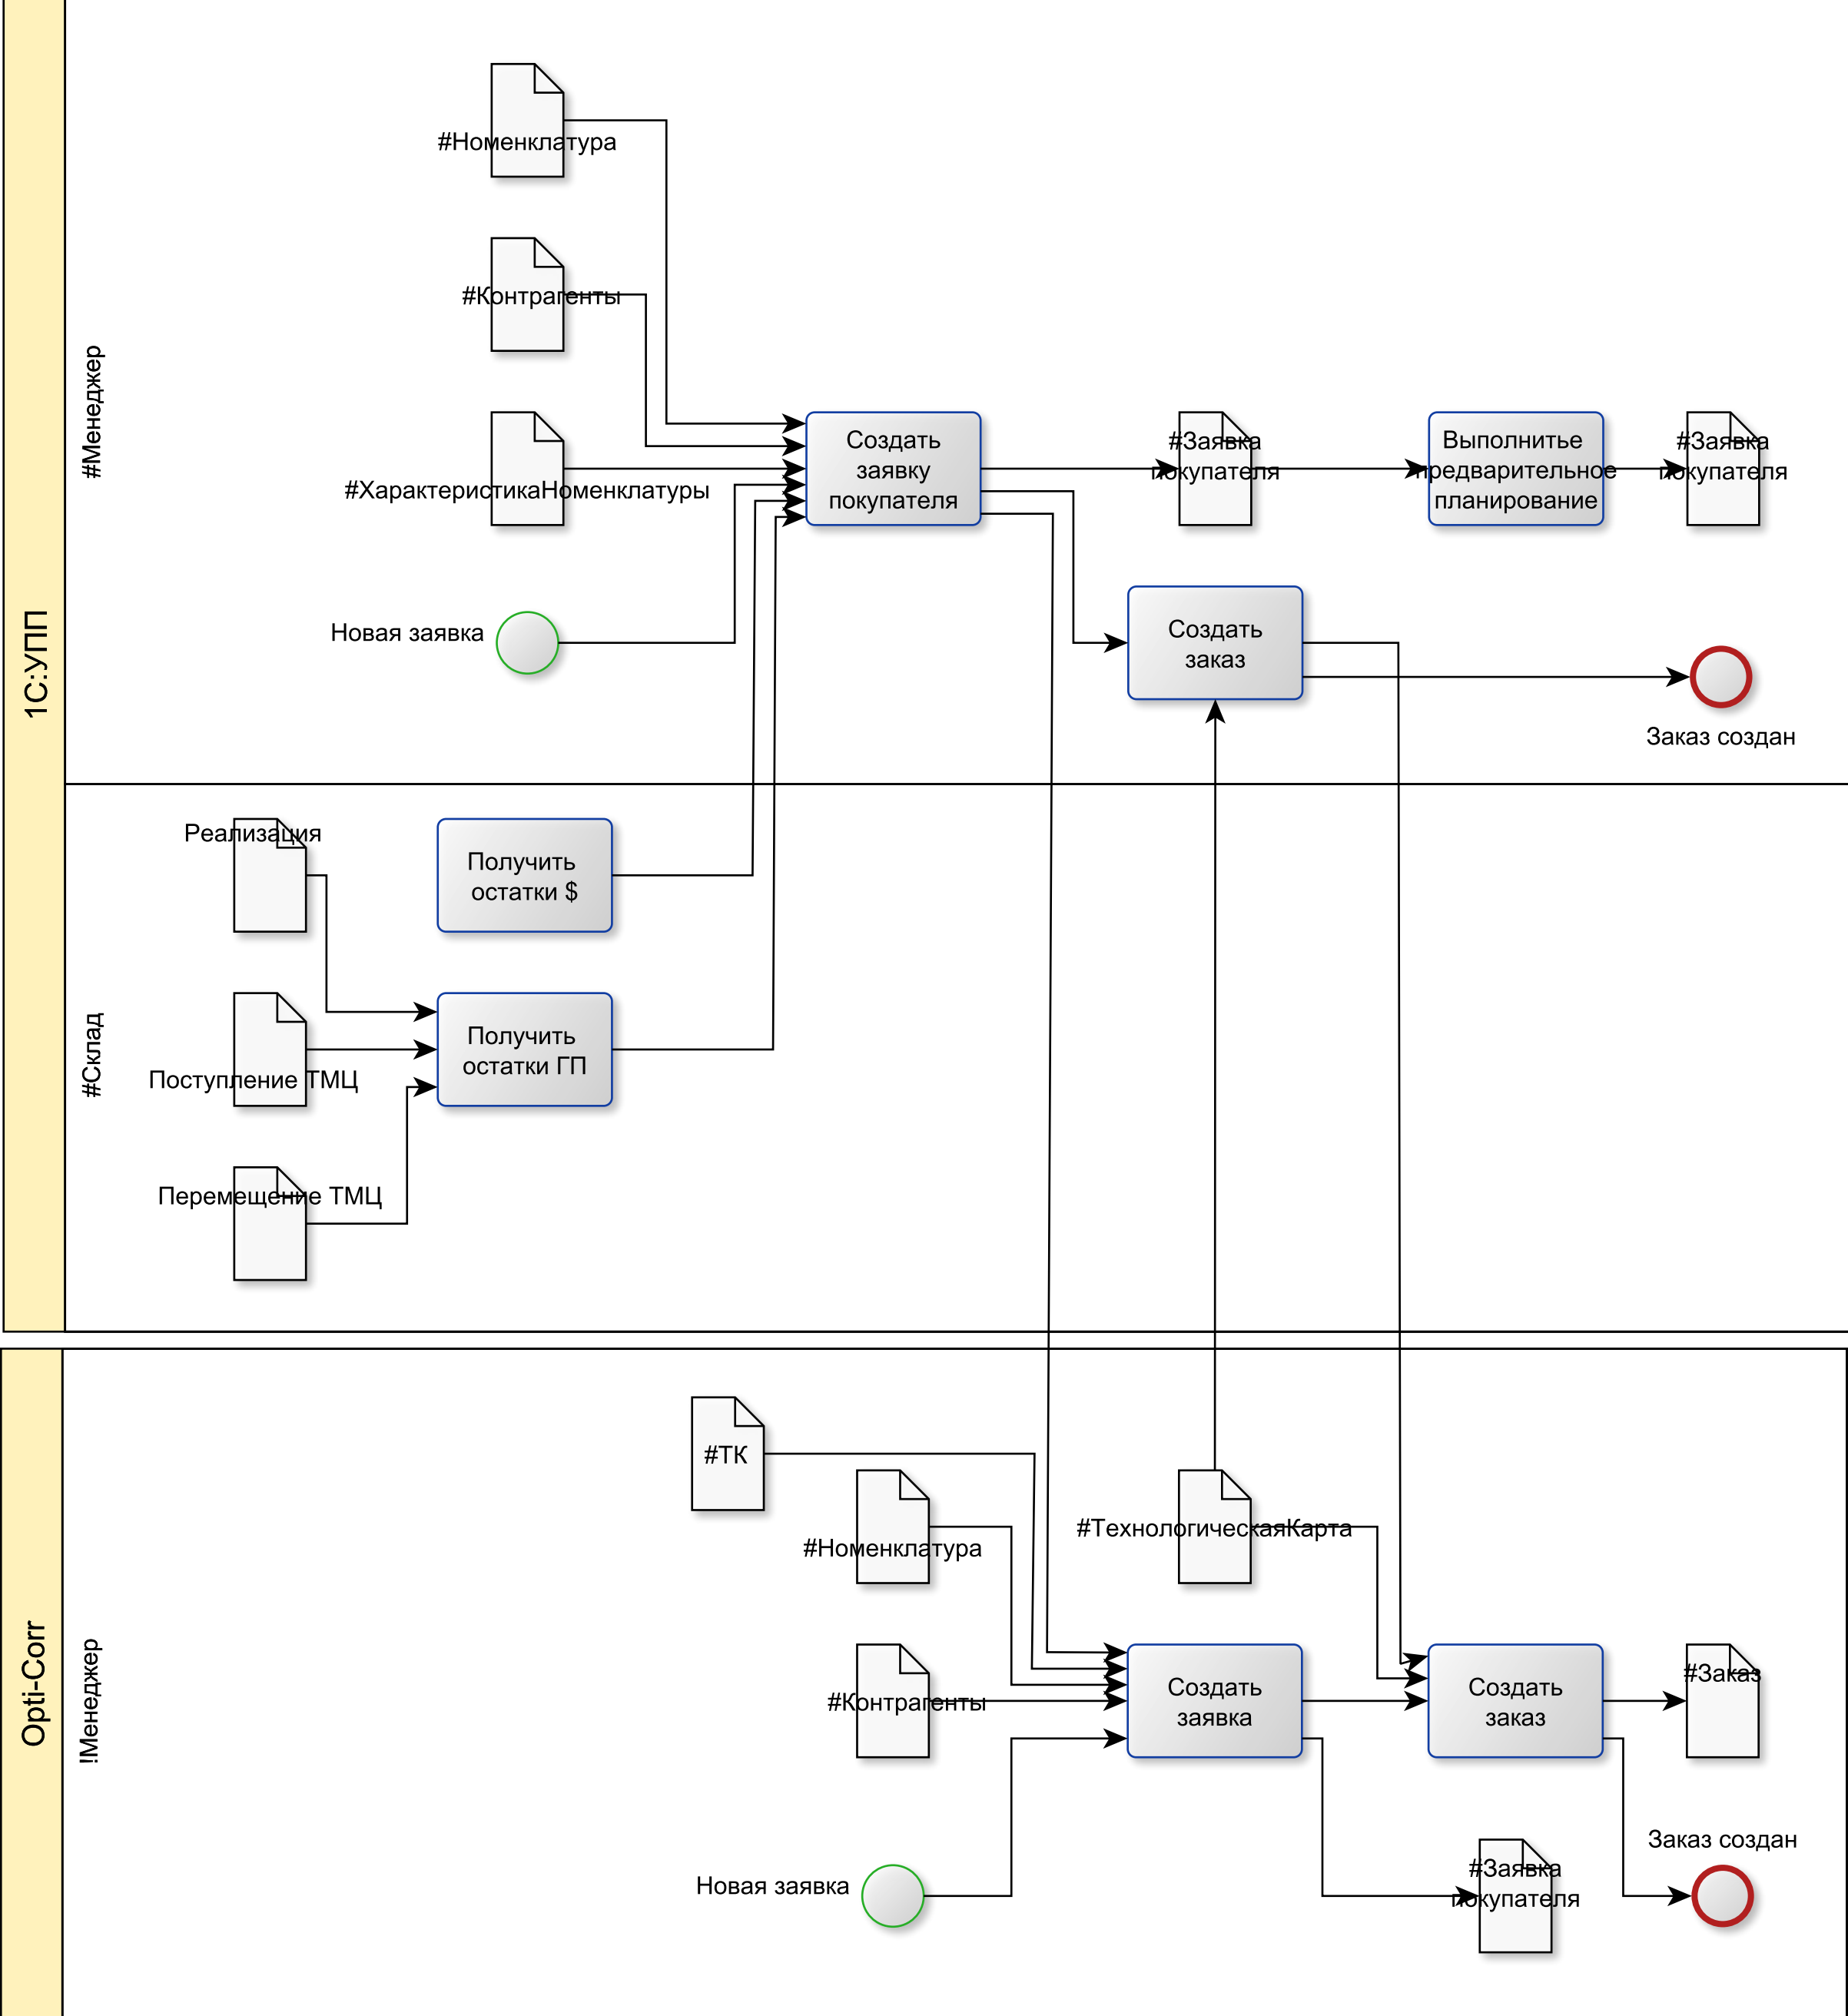 1С:УПП
#Менеджер
#Номенклатура
#Контрагенты
#ХарактеристикаНоменклатуры
Создать
заявку
покупателя
#Заявка
покупателя
Выполнитье
предварительное
планирование
#Заявка
покупателя
Новая заявка
Создать
заказ
Заказ создан
#Склад
Реализация
Получить
остатки $
Поступление ТМЦ
Получить
остатки ГП
Перемещение ТМЦ
Opti-Corr
!Менеджер
#ТК
#Номенклатура
#ТехнологическаяКарта
#Контрагенты
Создать
заявка
Создать
заказ
#Заказ
Новая заявка
#Заявка
покупателя
Заказ создан